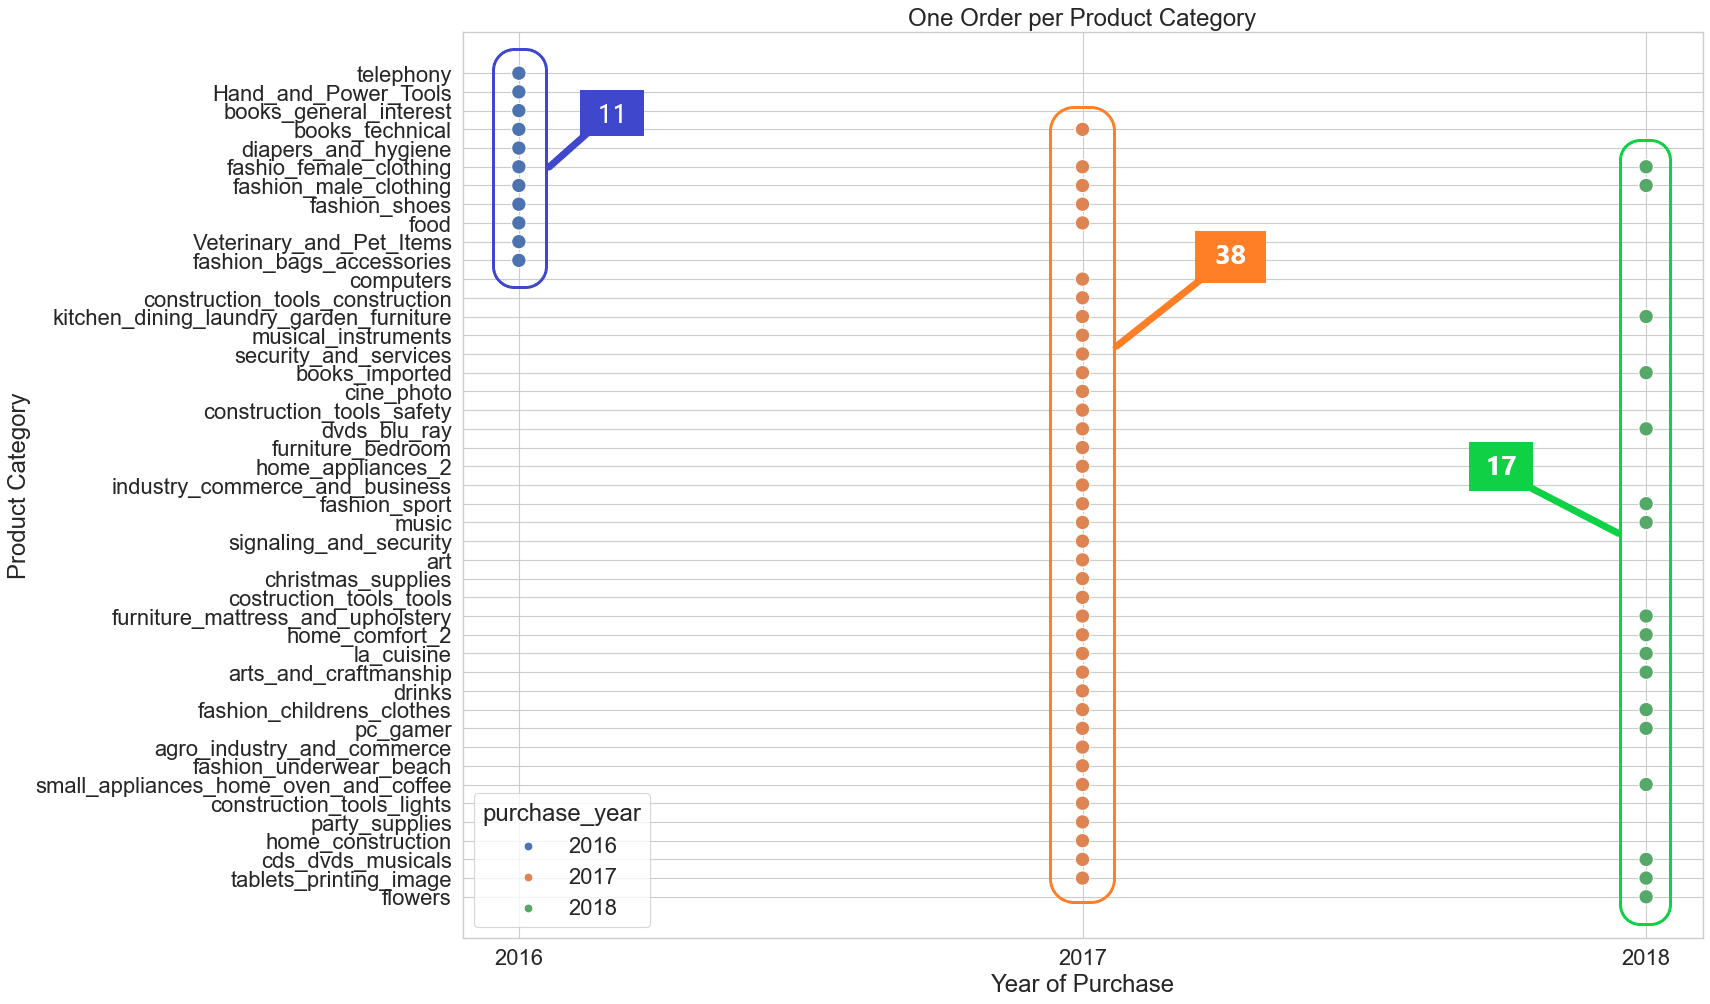 One Order per Product Category
Product Category
telephony
Hand_and_Power_Tools
books_general_interest
books_technical
diapers_and_hygiene
fashio_female_clothing
fashion_male_clothing
fashion_shoes
food
Veterinary_and_Pet_Items
fashion_bags_accessories
computers
construction_tools_construction
kitchen_dining_laundry_garden_furniture
musical_instruments
security_and_services
books_imported
cine_photo
construction_tools_safety
dvds_blu_ray
furniture_bedroom
home_appliances_2
industry_commerce_and_business
fashion_sport
music
signaling_and_security
art
christmas_supplies
costruction_tools_tools
furniture_mattress_and_upholstery
home_comfort_2
la_cuisine
arts_and_craftmanship
drinks
fashion_childrens_clothes
pc_gamer
agro_industry_and_commerce
fashion_underwear_beach
small_appliances_home_oven_and_coffee
construction_tools_lights
party_supplies
home_construction
cds_dvds_musicals
tablets_printing_image
flowers
11
38
17
purchase_year
2016
2017
2018
2016 2017 2018
Year of Purchase